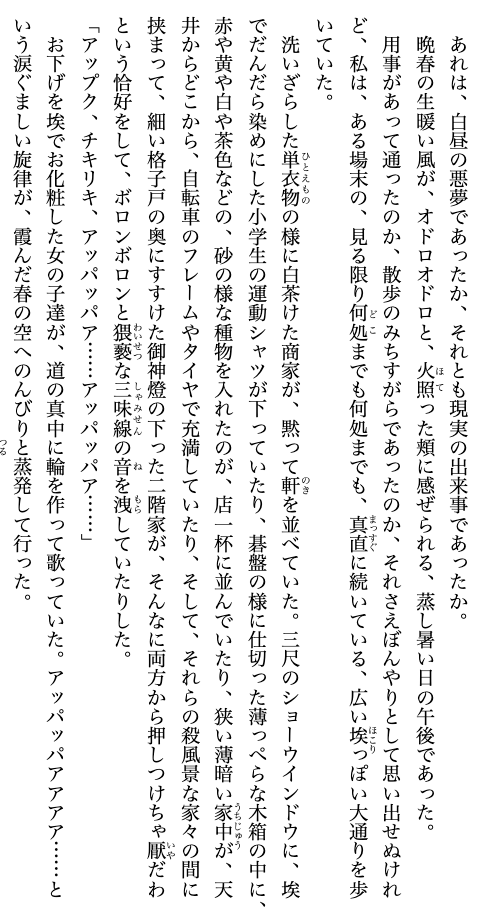 あれは、白昼の悪夢であったか、それとも現実の出来事であったか。
晩春の生暖い風が、オドロオドロと、火照った頬に感ぜられる、蒸し暑い日の午後であった。
用事があって通ったのか、散歩のみちすがらであったのか、それさえぼんやりとして思い出せぬけれ
ど、私は、ある場末の、見る限り何処までも何処までも、真直に続いている、広い埃っぽい大通りを歩
いていた。
洗いざらした単衣物の様に白茶けた商家が、黙って軒を並べていた。三尺のショーウインドウに、埃
でだんだら染めにした小学生の運動シャツが下っていたり、碁盤の様に仕切った薄っぺらな木箱の中に、
赤や黄や白や茶色などの、砂の様な種物を入れたのが、店一杯に並んでいたり、狭い薄暗い家中が、天
井からどこから、自転車のフレームやタイヤで充満していたり、そして、それらの殺風景な家々の間に
挟まって、細い格子戸の奥にすすけた御神燈の下った二階家が、そんなに両方から押しつけちゃ厭だわ
という恰好をして、ボロンボロンと猥褻な三味線の音を洩していたりした。
「アップク、チキリキ、アッパッパア……アッパッパア……」
お下げを埃でお化粧した女の子達が、道の真中に輪を作って歌っていた。アッパッパアアアア……と
いう涙ぐましい旋律が、霞んだ春の空へのんびりと蒸発して行った。